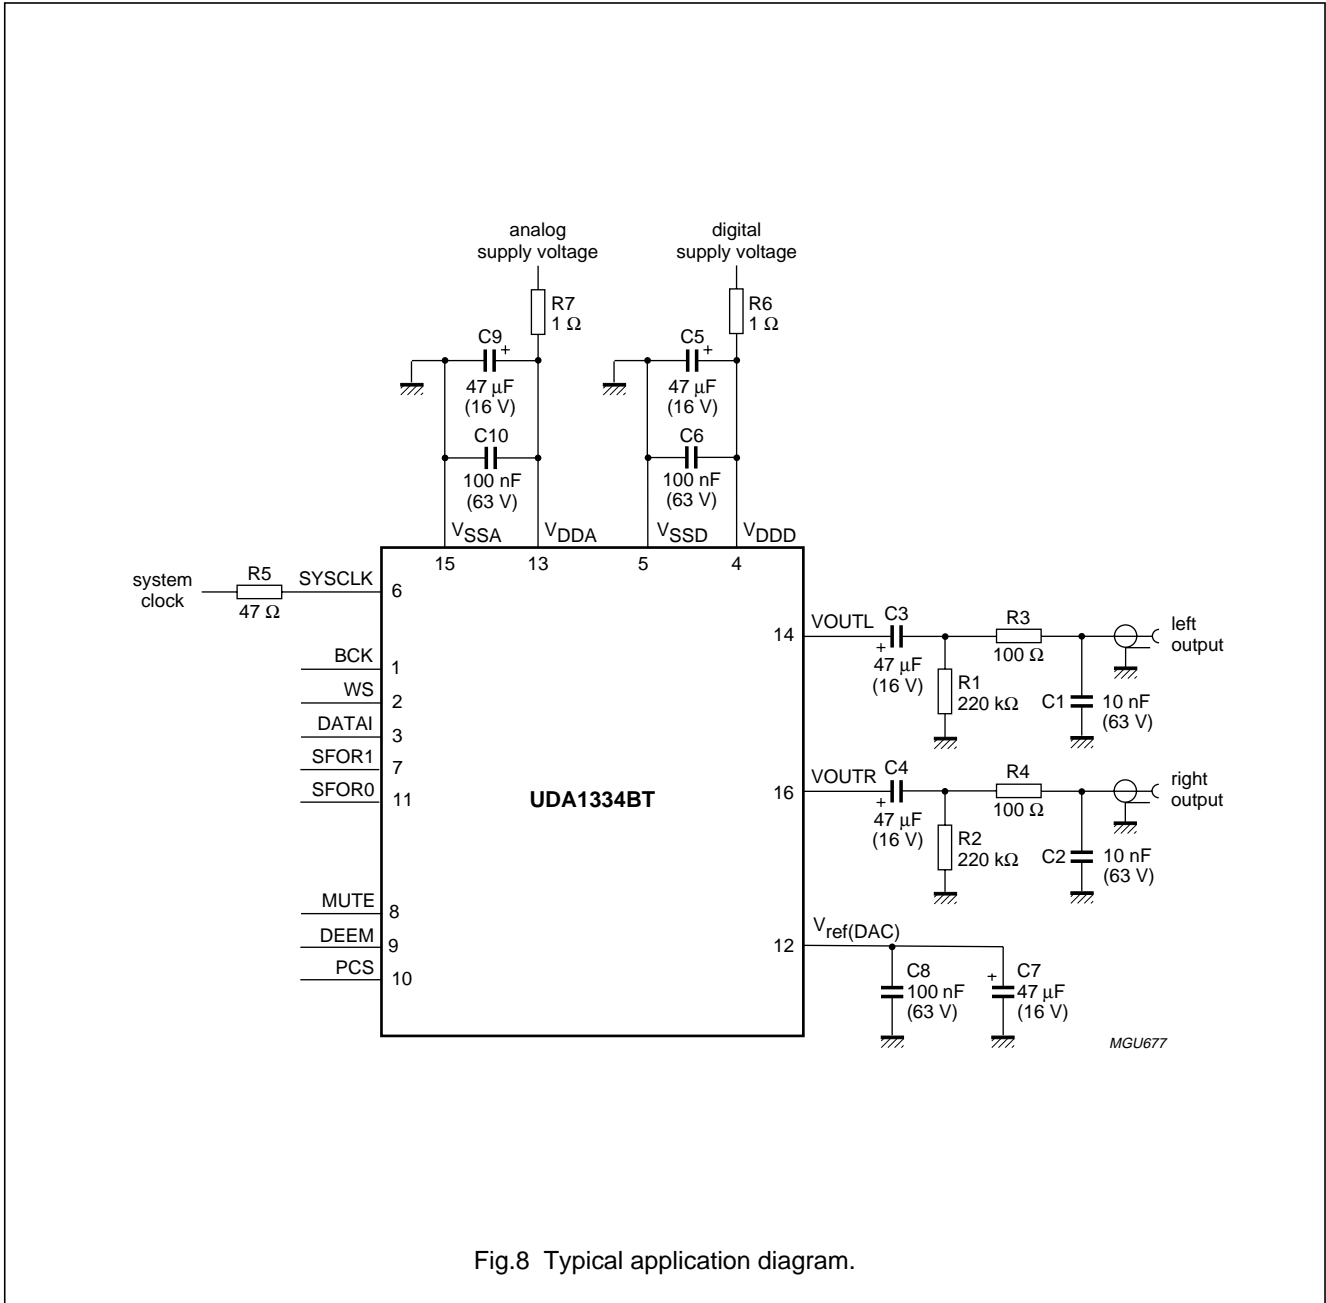 analog
supply voltage
digital
supply voltage
R7
1 Ω
R6
1 Ω
C9
+
47 μF
(16 V)
C5
+
47 μF
(16 V)
C10
100 nF
(63 V)
C6
100 nF
(63 V)
VSSA
VDDA
VSSD
VDDD
15
13
5
4
system
clock
R5
47 Ω
SYSCLK
6
BCK
1
WS
2
DATAI
3
SFOR1
7
SFOR0
11
MUTE
8
DEEM
9
PCS
10
UDA1334BT
14
VOUTL
C3
+
47 μF
(16 V)
R3
100 Ω
left
output
R1
220 kΩ
C1
10 nF
(63 V)
16
VOUTR
C4
+
47 μF
(16 V)
R4
100 Ω
right
output
R2
220 kΩ
C2
10 nF
(63 V)
12
Vref(DAC)
C8
100 nF
(63 V)
+
C7
47 μF
(16 V)
MGU677
Fig.8 Typical application diagram.